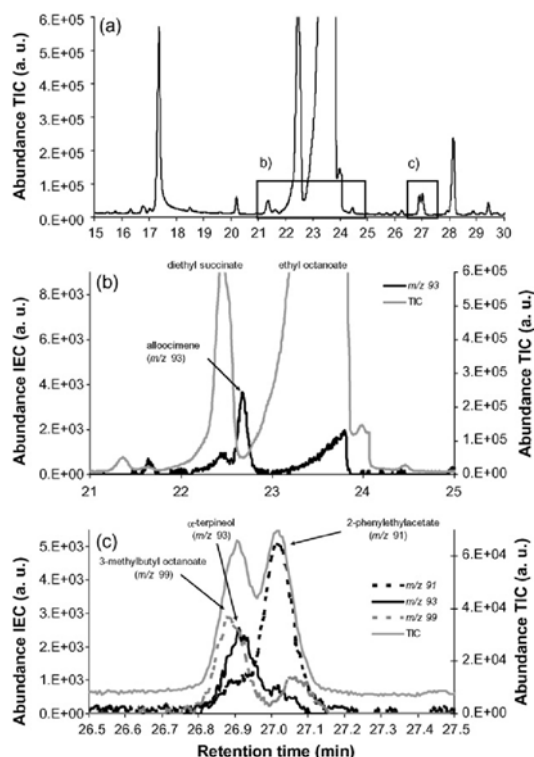 (a)
Abundance TIC (a. u.)
6.E+05
5.E+05
4.E+05
3.E+05
2.E+05
1.E+05
0.E+00
b)
c)
15 16 17 18 19 20 21 22 23 24 25 26 27 28 29 30
(b)
diethyl succinate
ethyl octanoate
Abundance IEC (a. u.)
8.E+03
6.E+03
4.E+03
2.E+03
0.E+00
alloocimene
(m/z 93)
m/z 93
TIC
6.E+05
5.E+05
4.E+05
3.E+05
2.E+05
1.E+05
0.E+00
Abundance TIC (a. u.)
21 22 23 24 25
(c)
α-terpineol
(m/z 93)
2-phenylethylacetate
(m/z 91)
3-methylbutyl octanoate
(m/z 99)
Abundance IEC (a. u.)
5.E+03
4.E+03
3.E+03
2.E+03
1.E+03
0.E+00
m/z 91
m/z 93
m/z 99
TIC
6.E+04
4.E+04
2.E+04
0.E+00
Abundance TIC (a. u.)
26.5 26.6 26.7 26.8 26.9 27.0 27.1 27.2 27.3 27.4 27.5
Retention time (min)